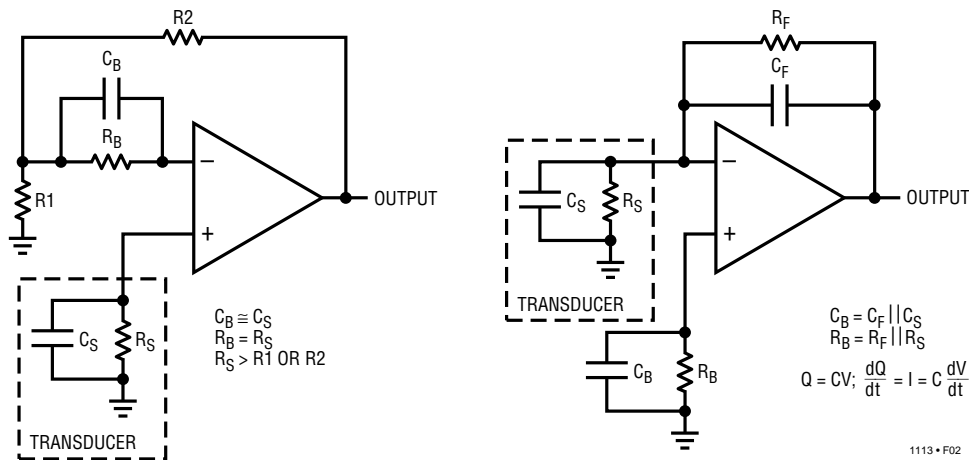 R2
C_B
R_B
−
R1
OUTPUT
+
C_S
R_S
TRANSDUCER
C_B ≅ C_S
R_B = R_S
R_S > R1 OR R2
R_F
C_F
−
C_S
R_S
OUTPUT
+
TRANSDUCER
C_B
R_B
C_B = C_F || C_S
R_B = R_F || R_S
Q = CV; dQ/dt = I = C dV/dt
1113 • F02